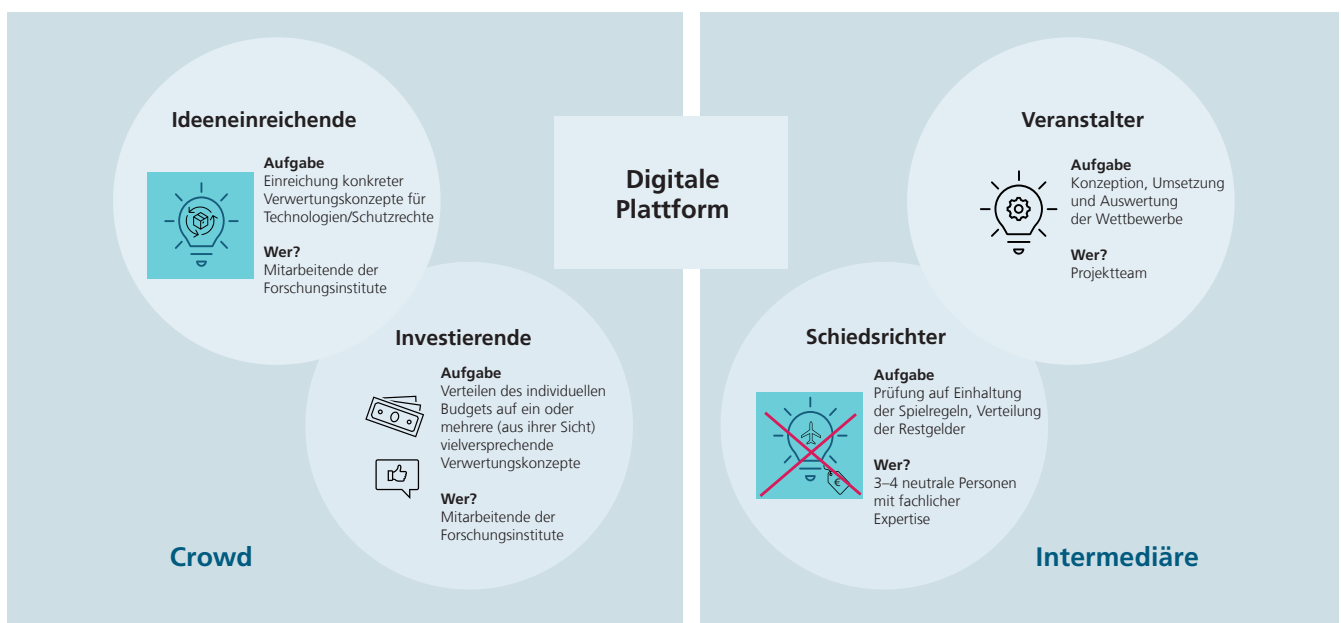 Ideeneinreichende
Aufgabe
Einreichung konkreter
Verwertungskonzepte für
Technologien/Schutzrechte
Wer?
Mitarbeitende der
Forschungsinstitute
Investierende
Aufgabe
Verteilen des individuellen
Budgets auf ein oder
mehrere (aus ihrer Sicht)
vielversprechende
Verwertungskonzepte
Wer?
Mitarbeitende der
Forschungsinstitute
Crowd
Digitale
Plattform
Veranstalter
Aufgabe
Konzeption, Umsetzung
und Auswertung
der Wettbewerbe
Wer?
Projektteam
Schiedsrichter
Aufgabe
Prüfung auf Einhaltung
der Spielregeln, Verteilung
der Restgelder
Wer?
3–4 neutrale Personen
mit fachlicher
Expertise
€
Intermediäre